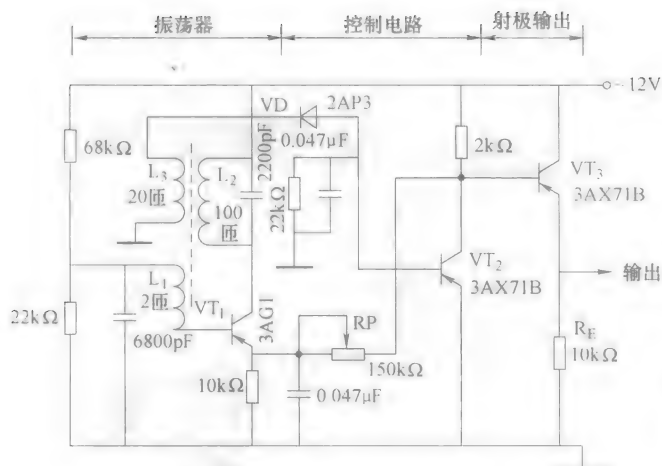 振荡器
控制电路
射极输出
-12V
VD
2AP3
68kΩ
L₃
20匝
L₂
100匝
2200pF
0.047μF
22kΩ
2kΩ
VT₃
3AX71B
VT₂
3AX71B
输出
L₁
2匝
VT₁
3AG1
22kΩ
6800pF
RP
150kΩ
10kΩ
0.047μF
R_E
10kΩ